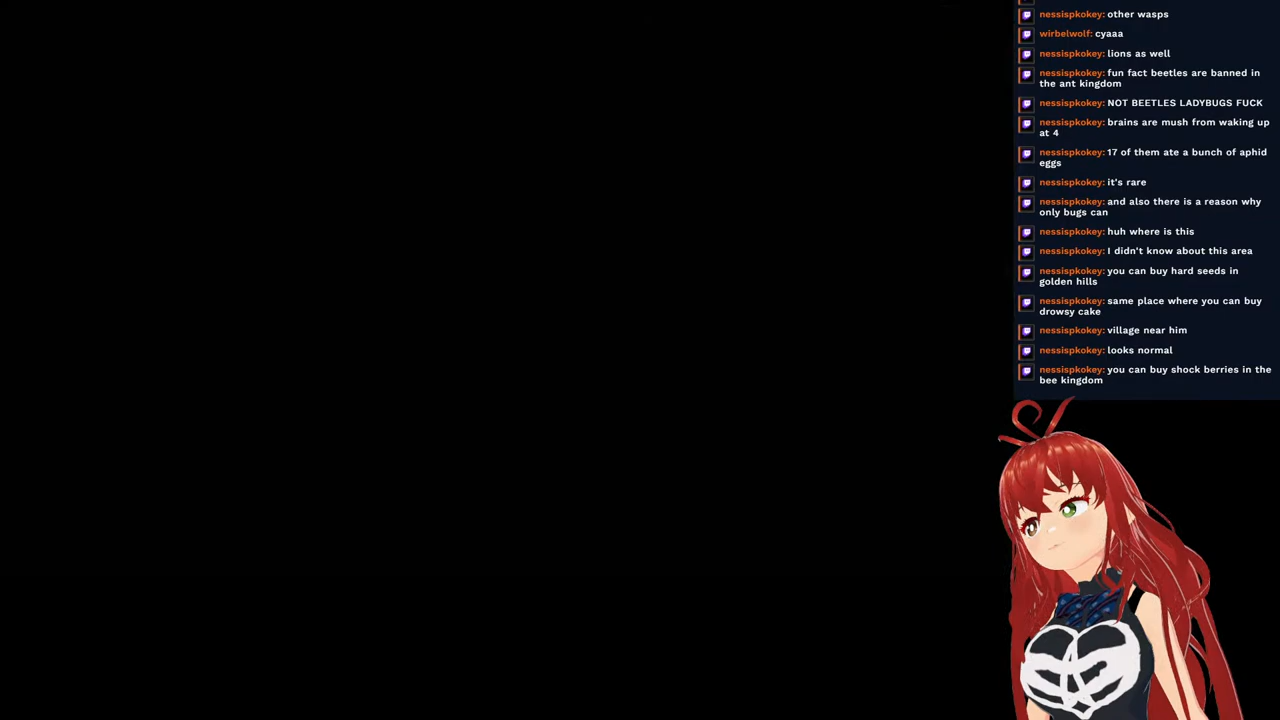 nessispkokey: other wasps
wirbelwolf: cyaaa
nessispkokey: lions as well
nessispkokey: fun fact beetles are banned in
the ant kingdom
nessispkokey: NOT BEETLES LADYBUGS FUCK
nessispkokey: brains are mush from waking up
at 4
nessispkokey: 17 of them ate a bunch of aphid
eggs
nessispkokey: it's rare
nessispkokey: and also there is a reason why
only bugs can
nessispkokey: huh where is this
nessispkokey: I didn't know about this area
nessispkokey: you can buy hard seeds in
golden hills
nessispkokey: same place where you can buy
drowsy cake
nessispkokey: village near him
nessispkokey: looks normal
nessispkokey: you can buy shock berries in the
bee kingdom